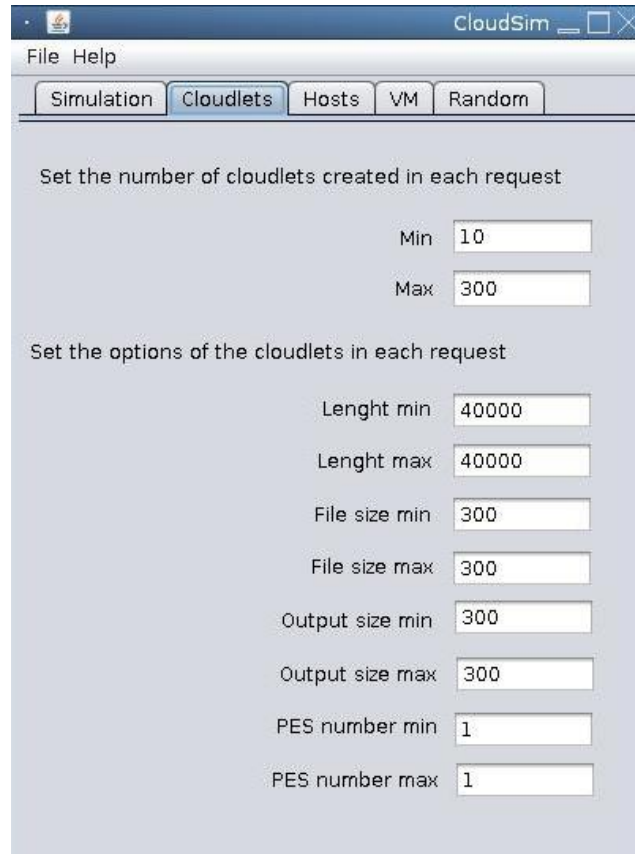 CloudSim
File Help
Simulation Cloudlets Hosts VM Random
Set the number of cloudlets created in each request
Min 10
Max 300
Set the options of the cloudlets in each request
Lenght min 40000
Lenght max 40000
File size min 300
File size max 300
Output size min 300
Output size max 300
PES number min 1
PES number max 1